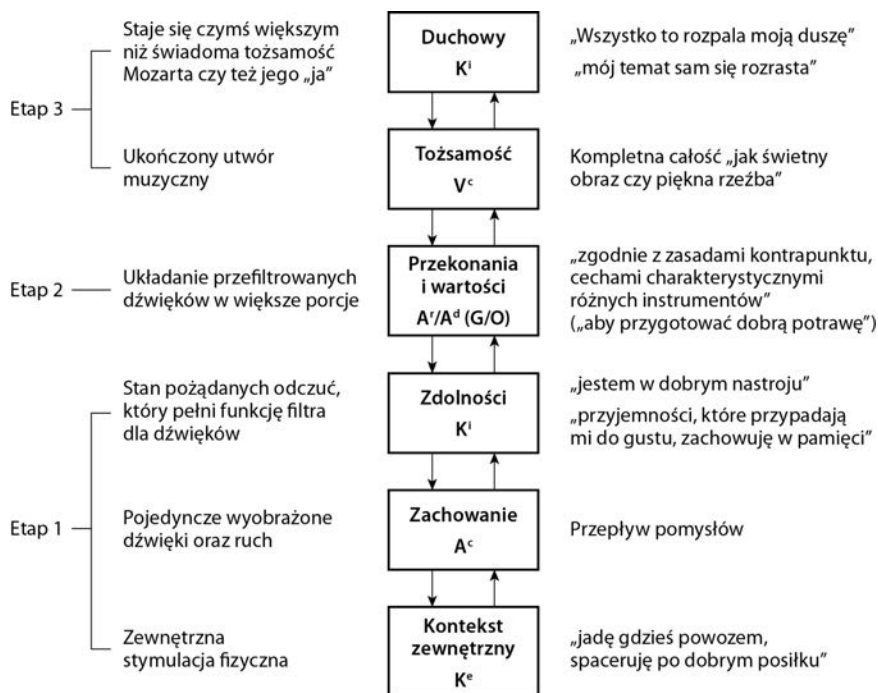 Staje się czymś większym
niż świadoma tożsamość
Mozarta czy też jego „ja”
Duchowy
Kⁱ
„Wszystko to rozpala moją duszę”
„mój temat sam się rozrasta”
Etap 3
Ukończony utwór
muzyczny
Tożsamość
Vᶜ
Kompletna całość „jak świetny
obraz czy piękna rzeźba”
Etap 2
Układanie przefiltrowanych
dźwięków w większe porcje
Przekonania
i wartości
Aʳ/Aᵈ (G/O)
„zgodnie z zasadami kontrapunktu,
cechami charakterystycznymi
różnych instrumentów”
(„aby przygotować dobrą potrawę”)
Stan pożądanych odczuć,
który pełni funkcję filtra
dla dźwięków
Zdolności
Kⁱ
„jestem w dobrym nastroju”
„przyjemności, które przypadają
mi do gustu, zachowuję w pamięci”
Etap 1
Pojedyncze wyobrażone
dźwięki oraz ruch
Zachowanie
Aᶜ
Przepływ pomysłów
Zewnętrzna
stymulacja fizyczna
Kontekst
zewnętrzny
Kᵉ
„jadę gdzieś powozem,
spaceruję po dobrym posiłku”